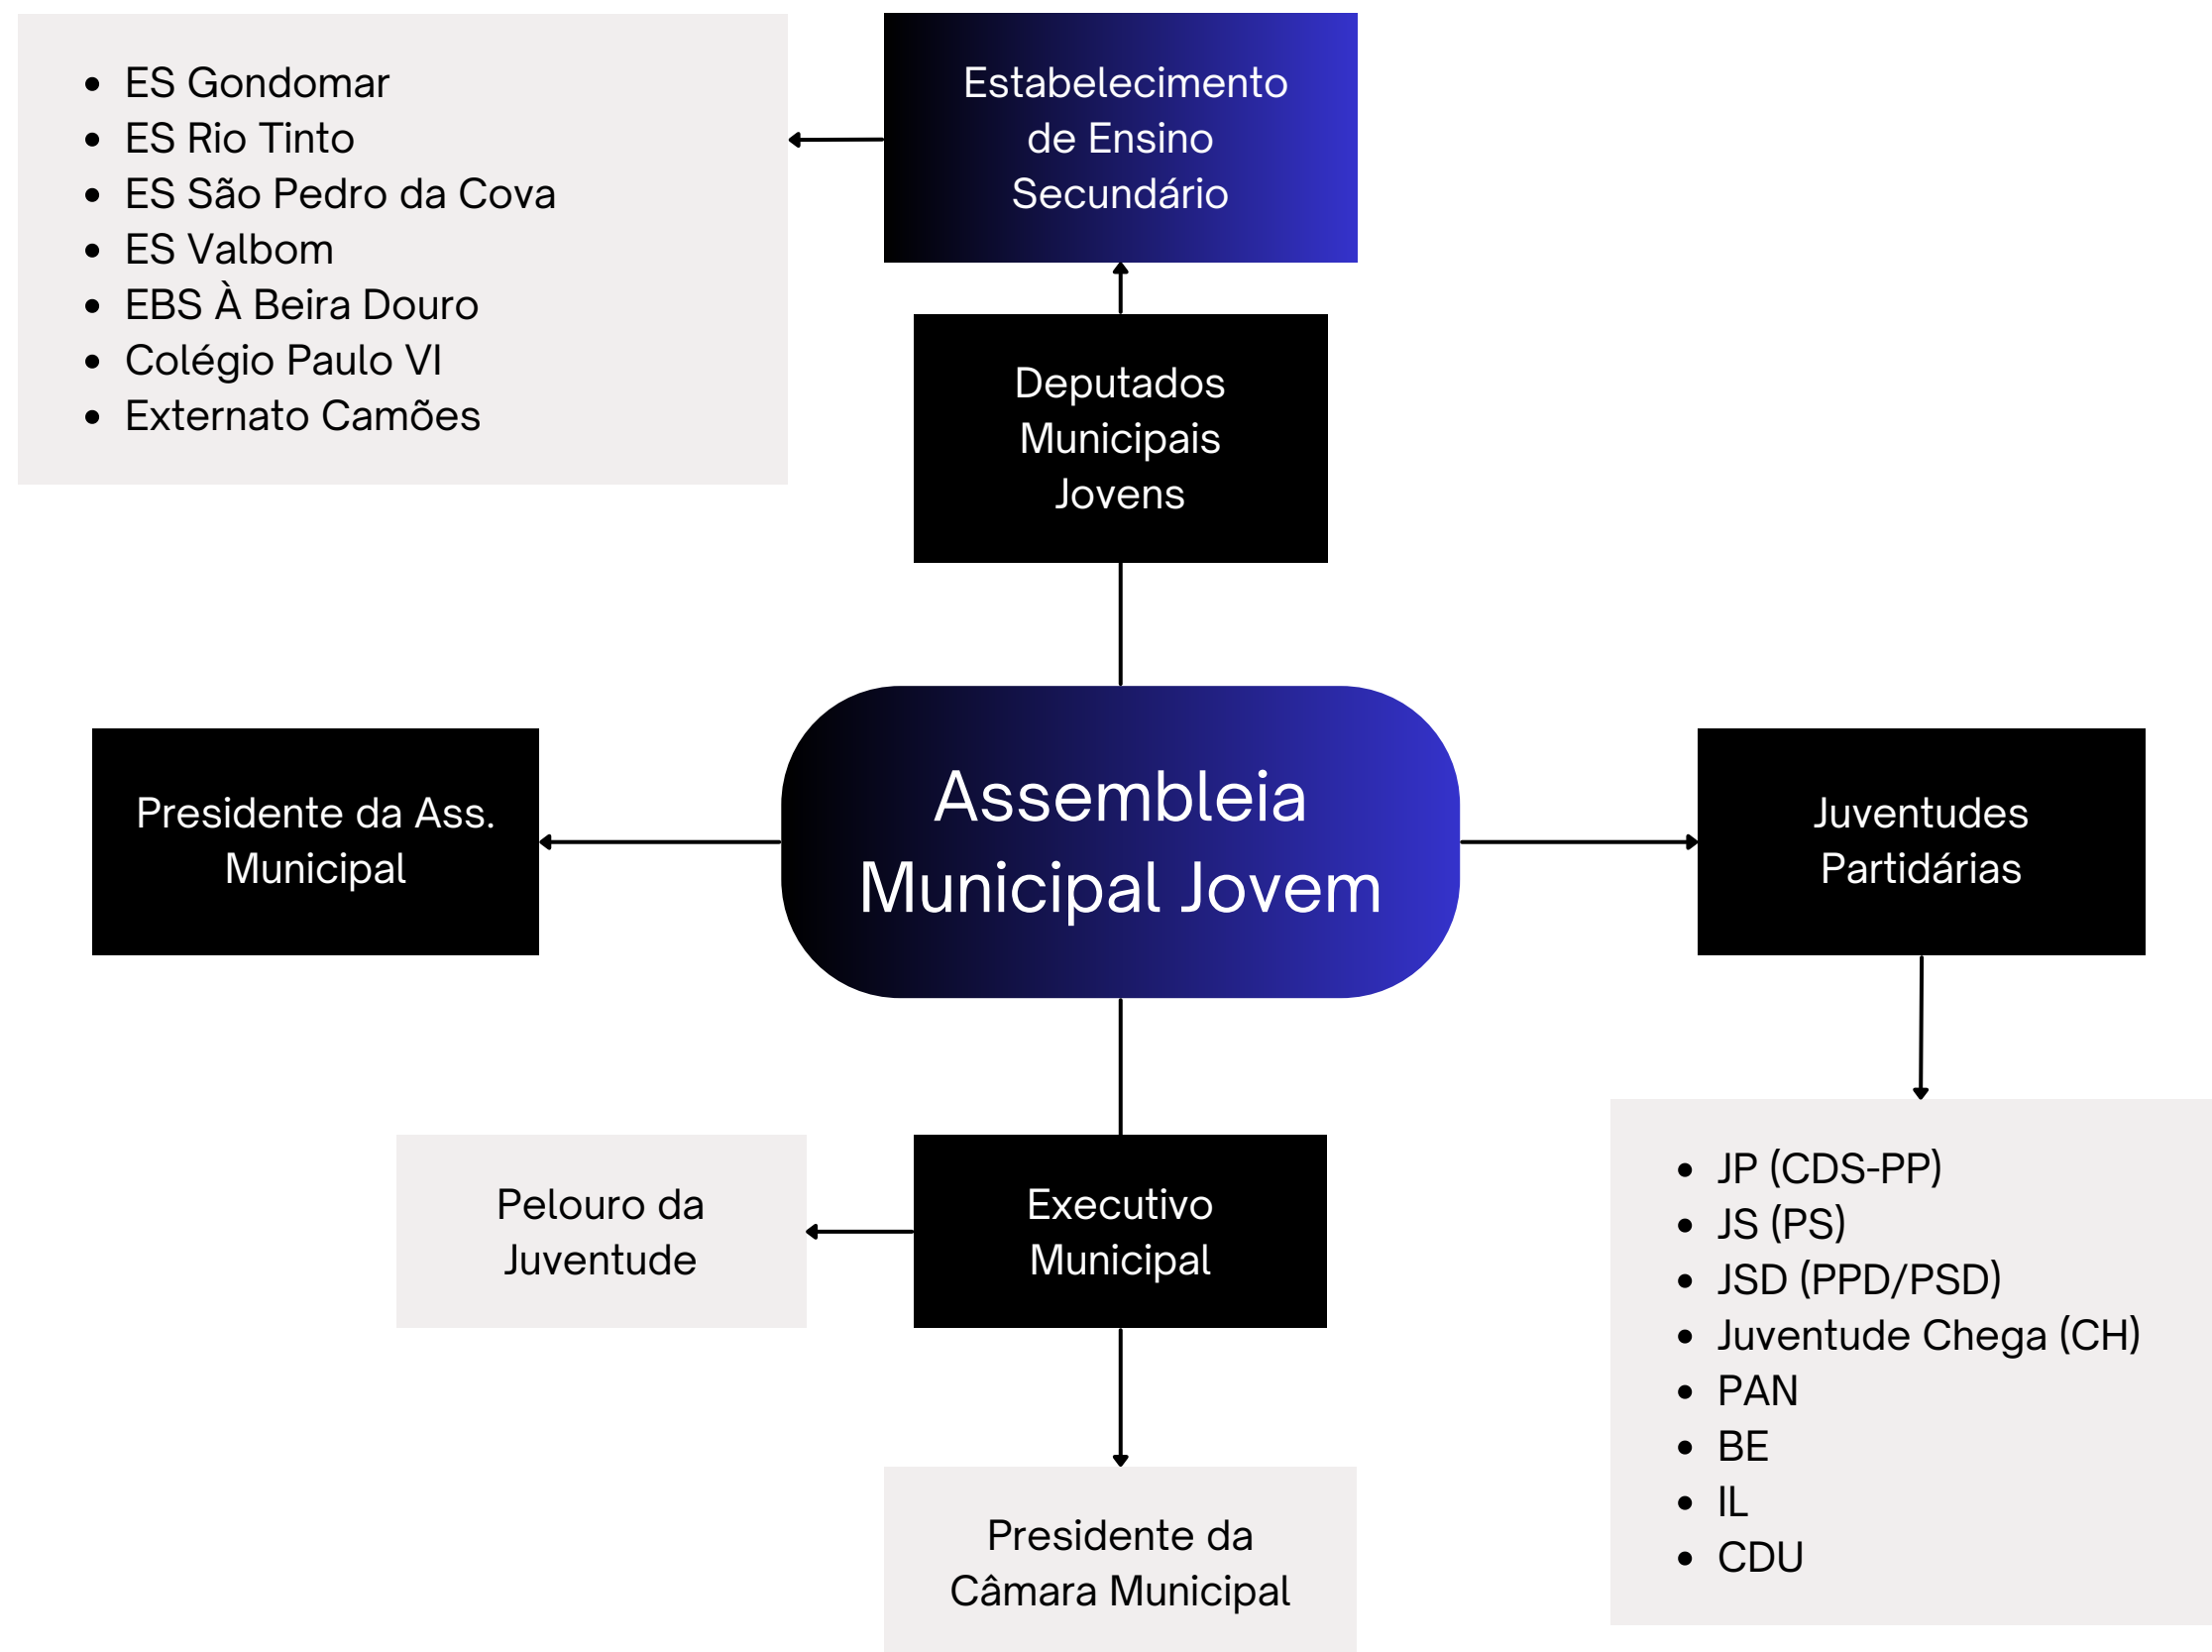 ES Gondomar
ES Rio Tinto
ES São Pedro da Cova
ES Valbom
EBS À Beira Douro
Colégio Paulo VI
Externato Camões
Estabelecimento
de Ensino
Secundário
Deputados
Municipais
Jovens
Presidente da Ass.
Municipal
Assembleia
Municipal Jovem
Juventudes
Partidárias
Pelouro da
Juventude
Executivo
Municipal
Presidente da
Câmara Municipal
JP (CDS-PP)
JS (PS)
JSD (PPD/PSD)
Juventude Chega (CH)
PAN
BE
IL
CDU